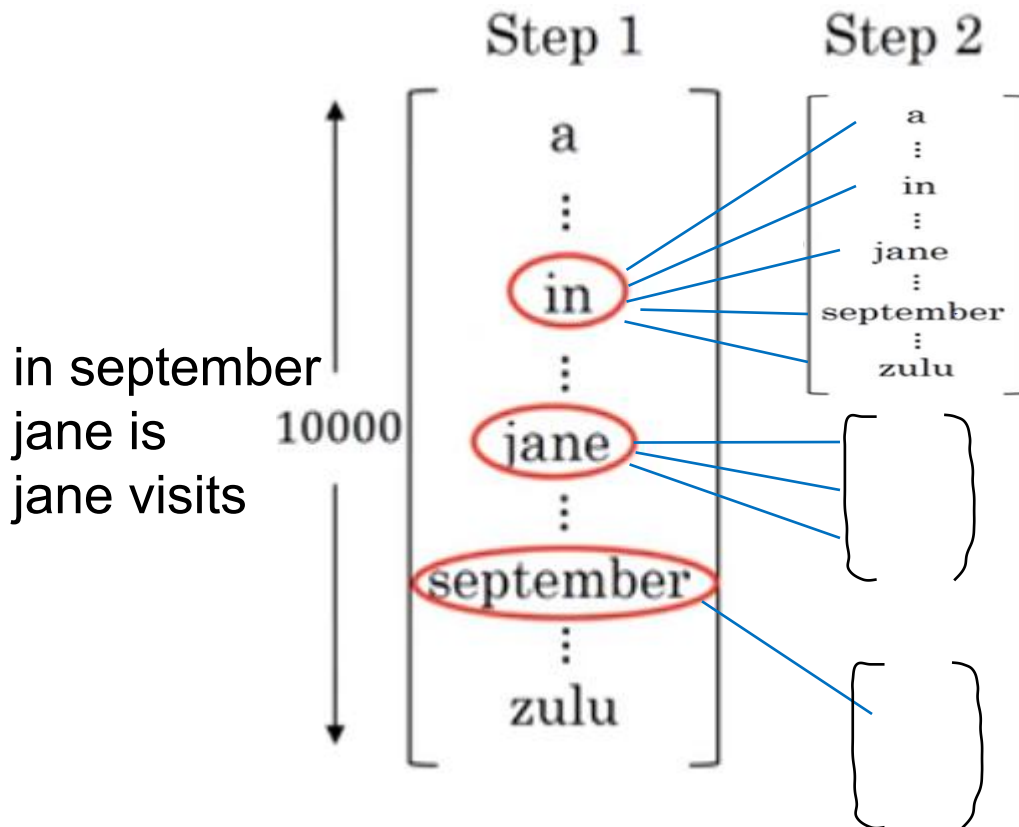 Step 1
Step 2
in september
jane is
jane visits
10000
a
⋮
in
⋮
jane
⋮
september
⋮
zulu
a
⋮
in
⋮
jane
⋮
september
⋮
zulu